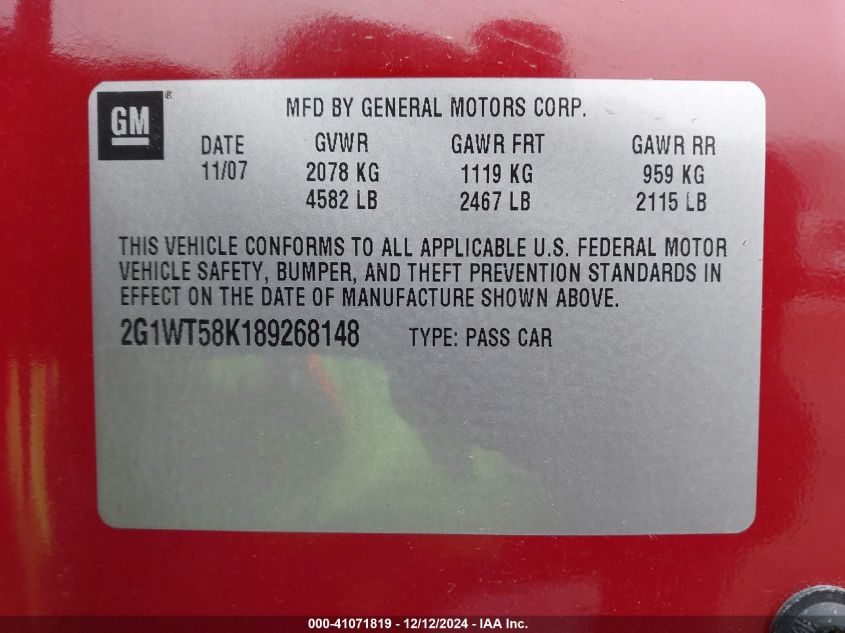 GM®
MFD BY GENERAL MOTORS CORP.
DATE GVWR GAWR FRT GAWR RR
11/07 2078 KG 1119 KG 959 KG
4582 LB 2467 LB 2115 LB
THIS VEHICLE CONFORMS TO ALL APPLICABLE U.S. FEDERAL MOTOR
VEHICLE SAFETY, BUMPER, AND THEFT PREVENTION STANDARDS IN
EFFECT ON THE DATE OF MANUFACTURE SHOWN ABOVE.
2G1WT58K189268148 TYPE: PASS CAR
000-41071819 - 12/12/2024 - IAA Inc.